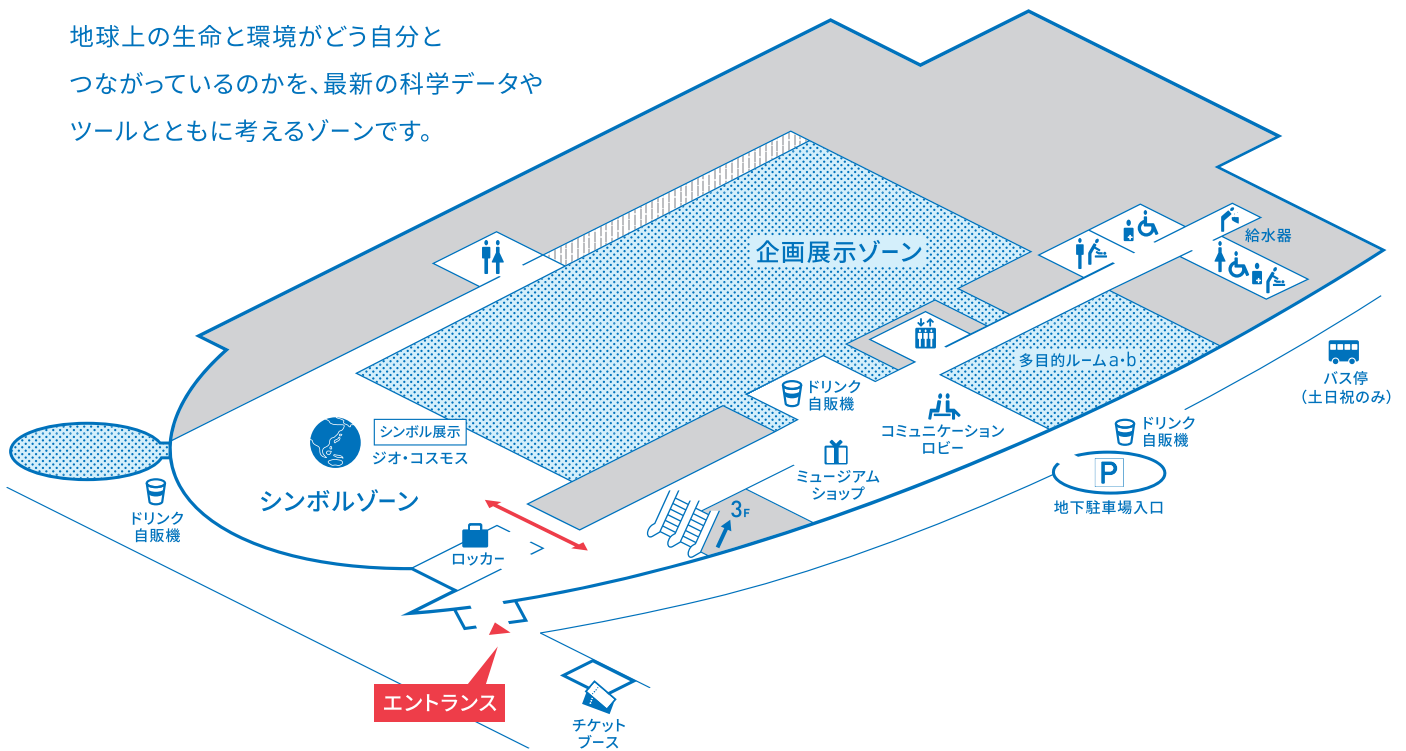 地球上の生命と環境がどう自分と
つながっているのかを、最新の科学データや
ツールとともに考えるゾーンです。
企画展示ゾーン
給水器
多目的ルームa・b
バス停
（土日祝のみ）
ドリンク
自販機
コミュニケーション
ロビー
ドリンク
自販機
シンボル展示
ジオ・コスモス
ミュージアム
ショップ
P
地下駐車場入口
シンボルゾーン
3F
ドリンク
自販機
ロッカー
エントランス
チケット
ブース